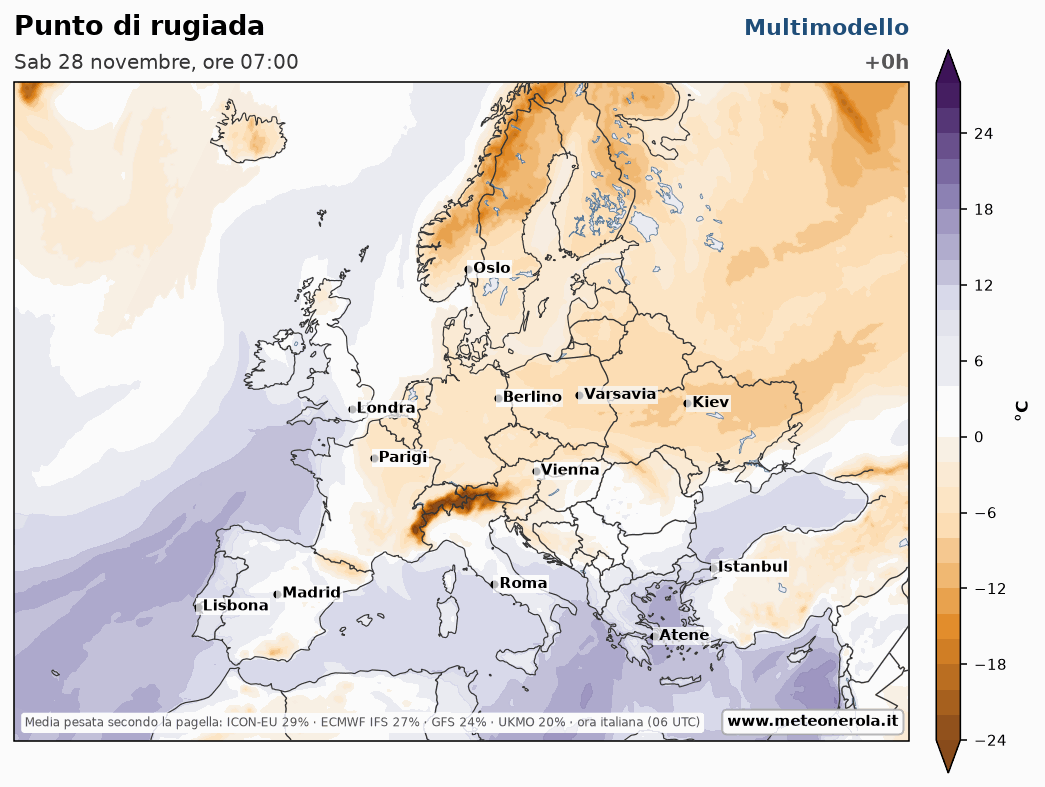 Punto di rugiada
Multimodello
Sab 28 novembre, ore 07:00
+0h
Oslo
Londra
Berlino
Varsavia
Kiev
Parigi
Vienna
Istanbul
Roma
Madrid
Lisbona
Atene
Media pesata secondo la pagella: ICON-EU 29% · ECMWF IFS 27% · GFS 24% · UKMO 20% · ora italiana (06 UTC)
www.meteonerola.it
24
18
12
6
0
−6
−12
−18
−24
°C